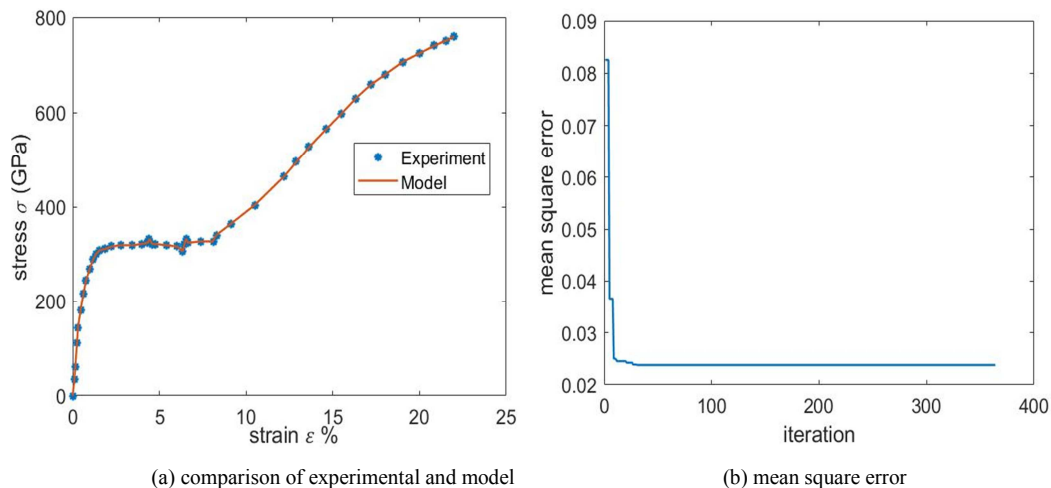 800
600
400
200
0
0 5 10 15 20 25
stress σ (GPa)
strain ε %
Experiment
Model
(a) comparison of experimental and model
0.09
0.08
0.07
0.06
0.05
0.04
0.03
0.02
0 100 200 300 400
mean square error
iteration
(b) mean square error